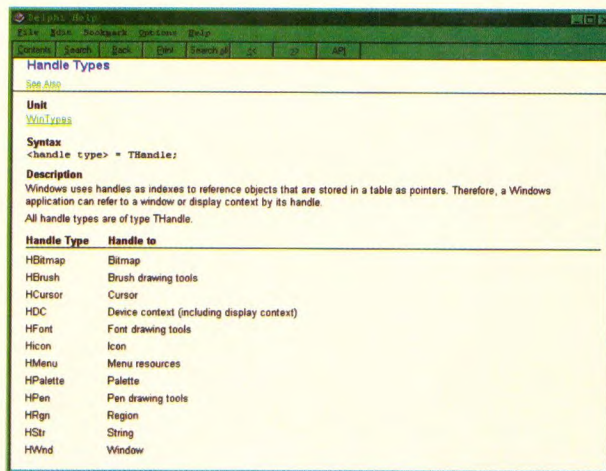 Delphi Help
File Edit Bookmark Options Help
Contents Search Back Print Search all << >> API
Handle Types
See Also
Unit
WinTypes
Syntax
<handle type> = THandle;
Description
Windows uses handles as indexes to reference objects that are stored in a table as pointers. Therefore, a Windows
application can refer to a window or display context by its handle.
All handle types are of type THandle.
Handle Type Handle to
HBitmap Bitmap
HBrush Brush drawing tools
HCursor Cursor
HDC Device context (including display context)
HFont Font drawing tools
Hicon Icon
HMenu Menu resources
HPalette Palette
HPen Pen drawing tools
HRgn Region
HStr String
HWnd Window